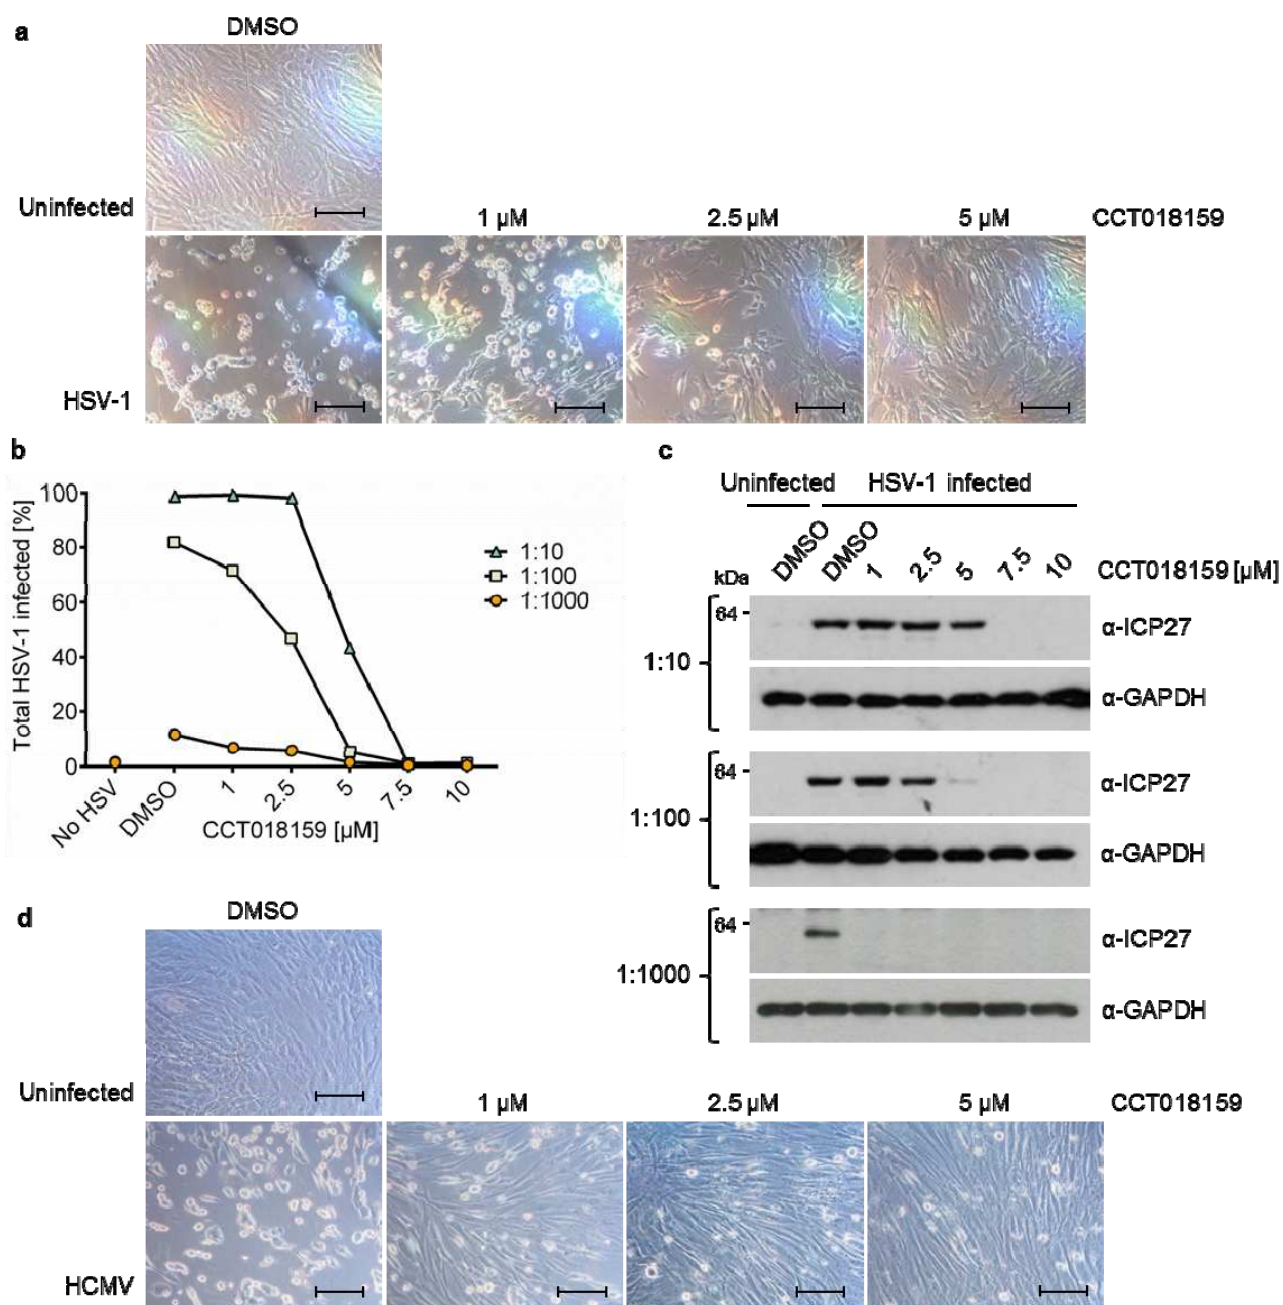 a
DMSO
Uninfected
1 µM 2.5 µM 5 µM CCT018159
HSV-1
b
Total HSV-1 infected [%]
100
80
60
40
20
0
1:10
1:100
1:1000
No HSV DMSO 1 2.5 5 7.5 10
CCT018159 [µM]
c
Uninfected HSV-1 infected
kDa DMSO DMSO 1 2.5 5 7.5 10 CCT018159 [µM]
64 α-ICP27
1:10
α-GAPDH
64 α-ICP27
1:100
α-GAPDH
64 α-ICP27
1:1000
α-GAPDH
d
DMSO
Uninfected
1 µM 2.5 µM 5 µM CCT018159
HCMV